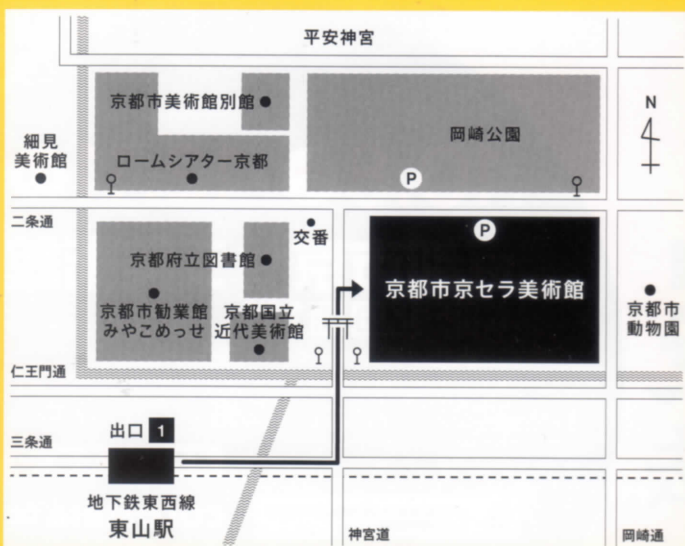 平安神宮
京都市美術館別館
岡崎公園
N
細見
美術館
ロームシアター京都
P
二条通
交番
P
京都府立図書館
京都市京セラ美術館
京都市勧業館
みやこめっせ
京都国立
近代美術館
京都市
動物園
仁王門通
出口 1
三条通
地下鉄東西線
東山駅
神宮道
岡崎通